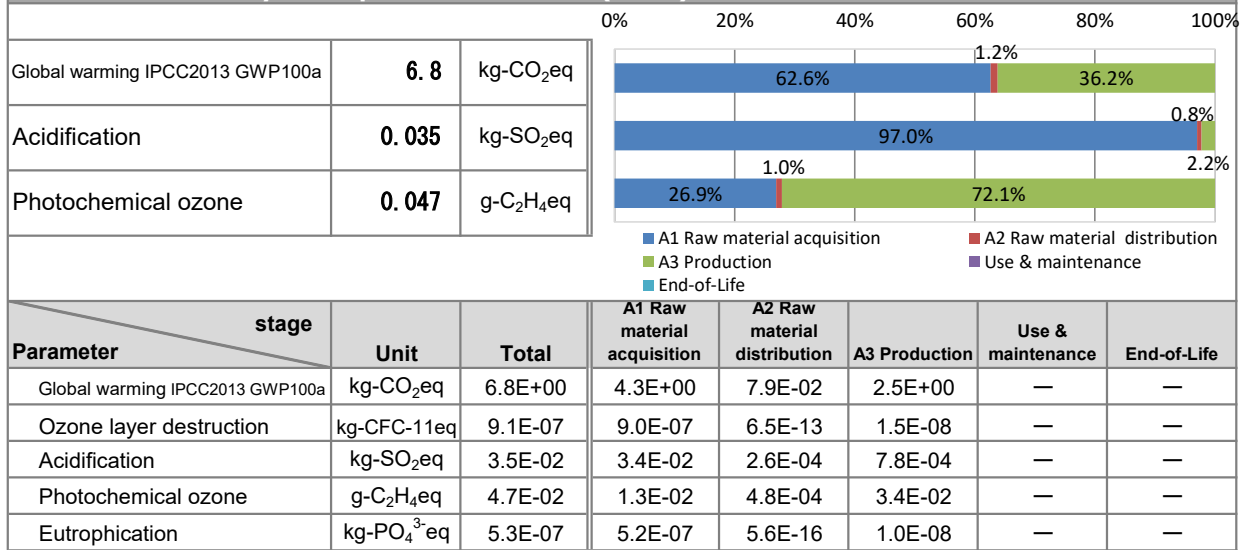 0% 20% 40% 60% 80% 100%
Global warming IPCC2013 GWP100a 6.8 kg-CO₂eq
1.2%
62.6% 36.2%
Acidification 0.035 kg-SO₂eq
0.8%
97.0%
2.2%
Photochemical ozone 0.047 g-C₂H₄eq
1.0%
26.9% 72.1%
A1 Raw material acquisition A2 Raw material distribution
A3 Production Use & maintenance
End-of-Life
stage
Parameter Unit Total A1 Raw material acquisition A2 Raw material distribution A3 Production Use & maintenance End-of-Life
Global warming IPCC2013 GWP100a kg-CO₂eq 6.8E+00 4.3E+00 7.9E-02 2.5E+00 — —
Ozone layer destruction kg-CFC-11eq 9.1E-07 9.0E-07 6.5E-13 1.5E-08 — —
Acidification kg-SO₂eq 3.5E-02 3.4E-02 2.6E-04 7.8E-04 — —
Photochemical ozone g-C₂H₄eq 4.7E-02 1.3E-02 4.8E-04 3.4E-02 — —
Eutrophication kg-PO₄³⁻eq 5.3E-07 5.2E-07 5.6E-16 1.0E-08 — —